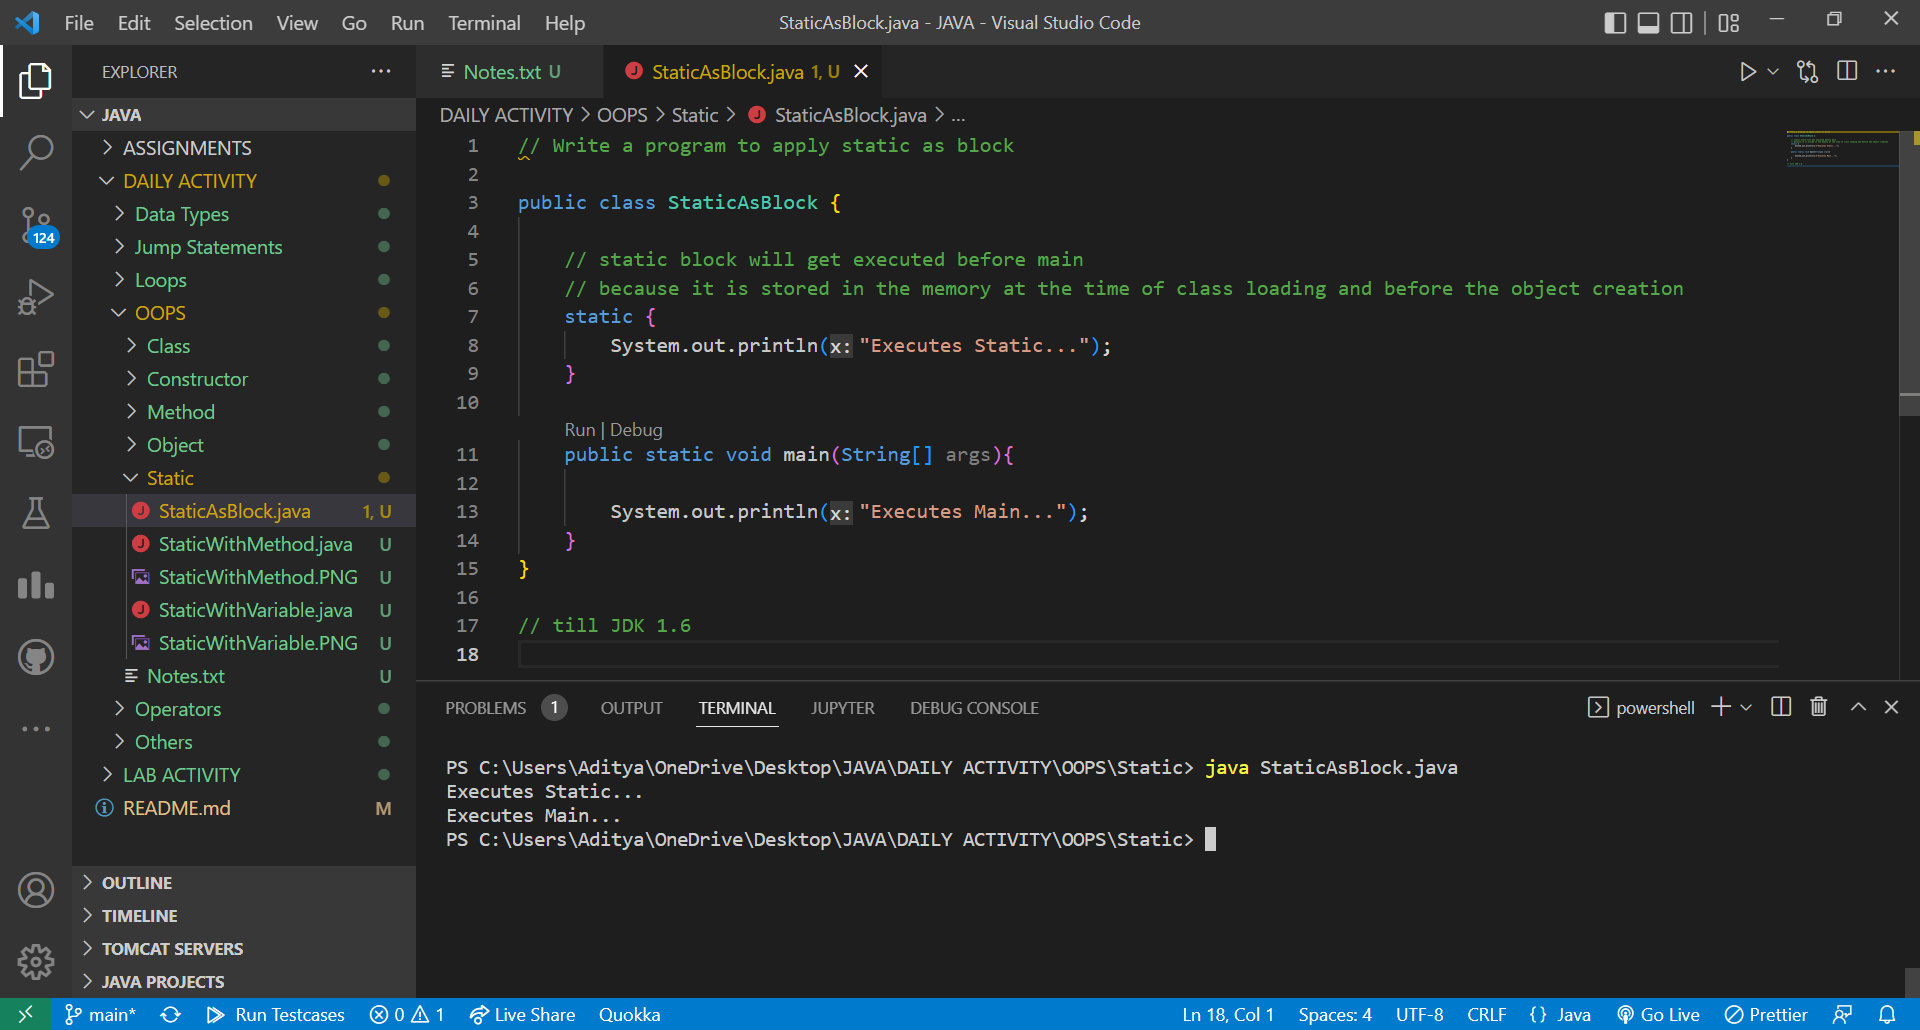 File Edit Selection View Go Run Terminal Help
StaticAsBlock.java - JAVA - Visual Studio Code
EXPLORER
JAVA
ASSIGNMENTS
DAILY ACTIVITY
Data Types
Jump Statements
Loops
OOPS
Class
Constructor
Method
Object
Static
StaticAsBlock.java 1, U
StaticWithMethod.java U
StaticWithMethod.PNG U
StaticWithVariable.java U
StaticWithVariable.PNG U
Notes.txt U
Operators
Others
LAB ACTIVITY
README.md M
OUTLINE
TIMELINE
TOMCAT SERVERS
JAVA PROJECTS
124
Notes.txt U
StaticAsBlock.java 1, U
DAILY ACTIVITY > OOPS > Static > StaticAsBlock.java > ...
1 // Write a program to apply static as block
2
3 public class StaticAsBlock {
4
5 // static block will get executed before main
6 // because it is stored in the memory at the time of class loading and before the object creation
7 static {
8 System.out.println(x: "Executes Static...");
9 }
10
Run | Debug
11 public static void main(String[] args){
12
13 System.out.println(x: "Executes Main...");
14 }
15 }
16
17 // till JDK 1.6
18
PROBLEMS 1 OUTPUT TERMINAL JUPYTER DEBUG CONSOLE
powershell
PS C:\Users\Aditya\OneDrive\Desktop\JAVA\DAILY ACTIVITY\OOPS\Static> java StaticAsBlock.java
Executes Static...
Executes Main...
PS C:\Users\Aditya\OneDrive\Desktop\JAVA\DAILY ACTIVITY\OOPS\Static>
main* Run Testcases 0 1 Live Share Quokka
Ln 18, Col 1 Spaces: 4 UTF-8 CRLF {} Java Go Live Prettier